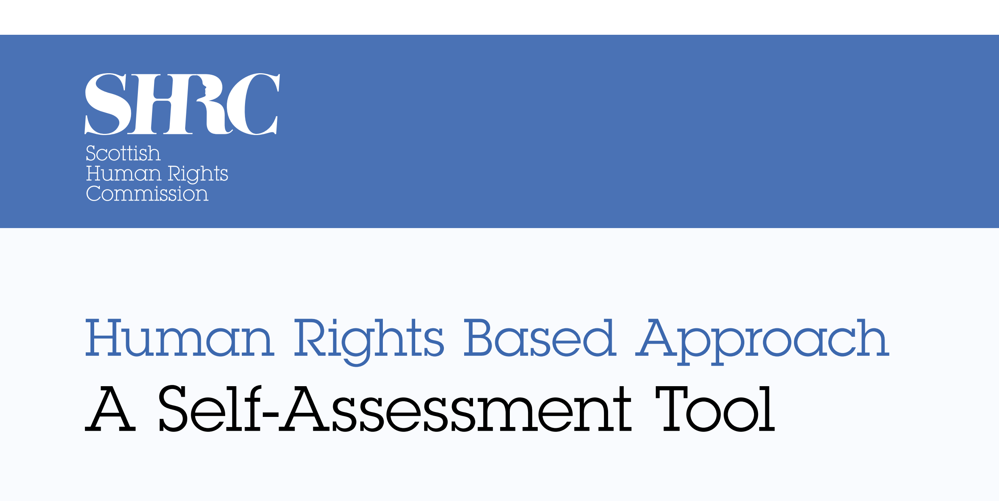 SHRC
Scottish
Human Rights
Commission
Human Rights Based Approach
A Self-Assessment Tool